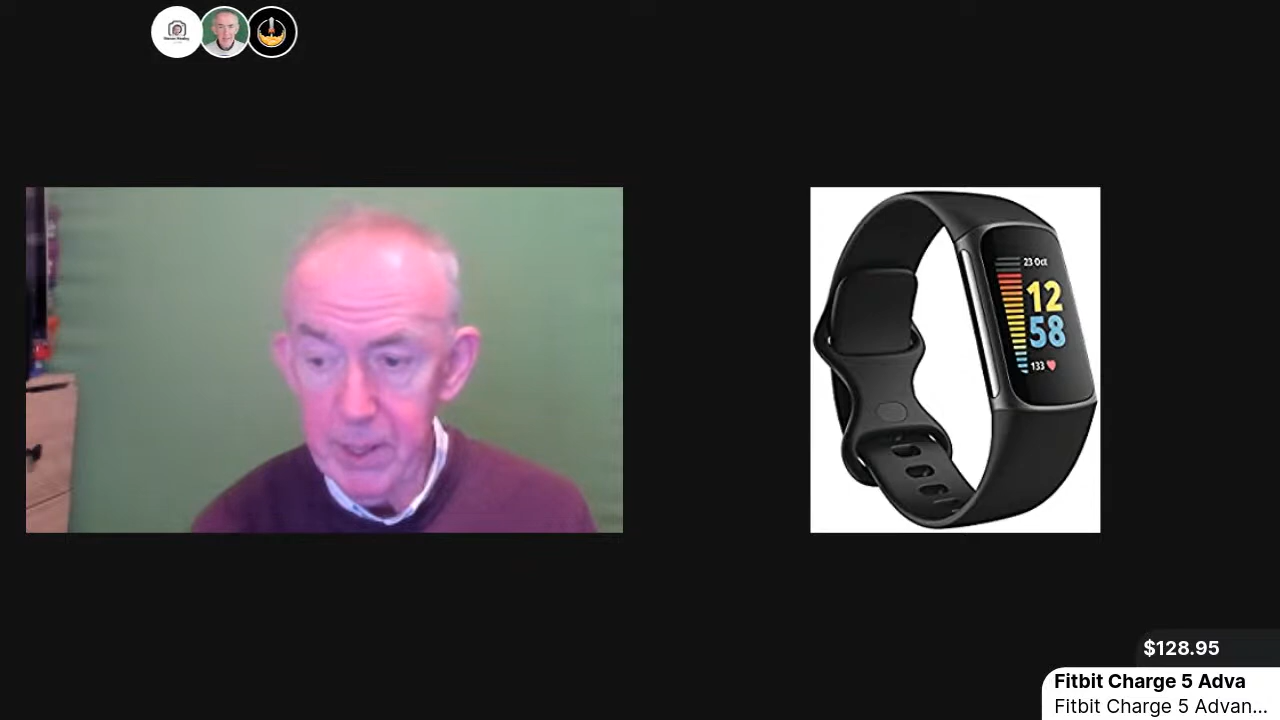 23 Oct
12
58
133
$128.95
Fitbit Charge 5 Adva
Fitbit Charge 5 Advan...